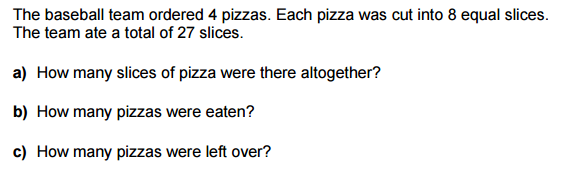 The baseball team ordered 4 pizzas. Each pizza was cut into 8 equal slices.
The team ate a total of 27 slices.
a) How many slices of pizza were there altogether?
b) How many pizzas were eaten?
c) How many pizzas were left over?